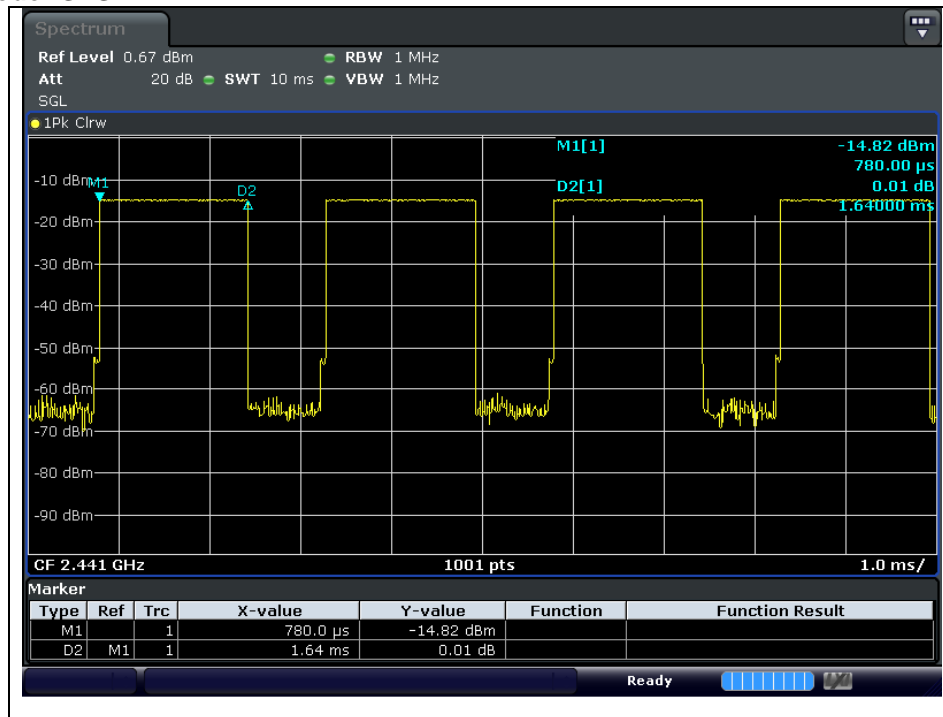 Spectrum
Ref Level 0.67 dBm RBW 1 MHz
Att 20 dB SWT 10 ms VBW 1 MHz
SGL
1Pk Clrw
M1[1] -14.82 dBm
780.00 µs
D2[1] 0.01 dB
1.64000 ms
M1
D2
-10 dBm
-20 dBm
-30 dBm
-40 dBm
-50 dBm
-60 dBm
-70 dBm
-80 dBm
-90 dBm
CF 2.441 GHz 1001 pts 1.0 ms/
Marker
Type Ref Trc X-value Y-value Function Function Result
M1 1 780.0 µs -14.82 dBm
D2 M1 1 1.64 ms 0.01 dB
Ready